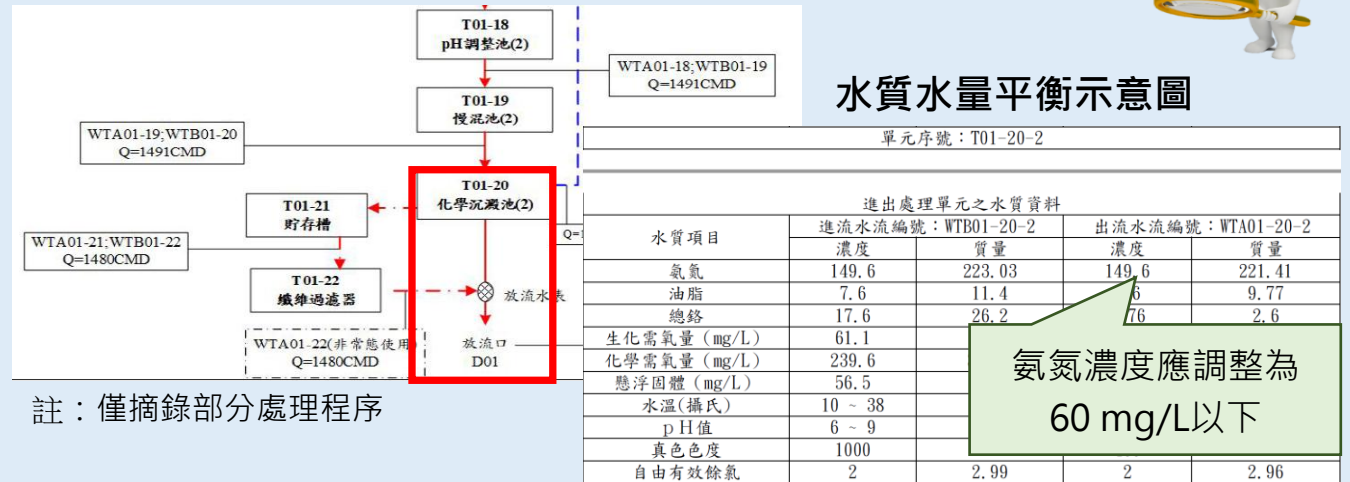 T01-18
pH調整池(2)
WTA01-18;WTB01-19
Q=1491CMD
T01-19
慢混池(2)
WTA01-19;WTB01-20
Q=1491CMD
T01-20
化學沉澱池(2)
T01-21
貯存槽
WTA01-21;WTB01-22
Q=1480CMD
T01-22
纖維過濾器
放流水表
WTA01-22(非常態使用)
Q=1480CMD
放流口
D01
註：僅摘錄部分處理程序
水質水量平衡示意圖
單元序號：T01-20-2
進出處理單元之水質資料
水質項目 進流水流編號：WTB01-20-2 出流水流編號：WTA01-20-2
濃度 質量 濃度 質量
氨氮 149.6 223.03 149.6 221.41
油脂 7.6 11.4 9.77
總鉻 17.6 26.2 2.6
生化需氧量（mg/L） 61.1
化學需氧量（mg/L） 239.6
懸浮固體（mg/L） 56.5
水溫(攝氏) 10 ~ 38
pH值 6 ~ 9
真色色度 1000
自由有效餘氯 2 2.99 2 2.96
氨氮濃度應調整為
60 mg/L以下